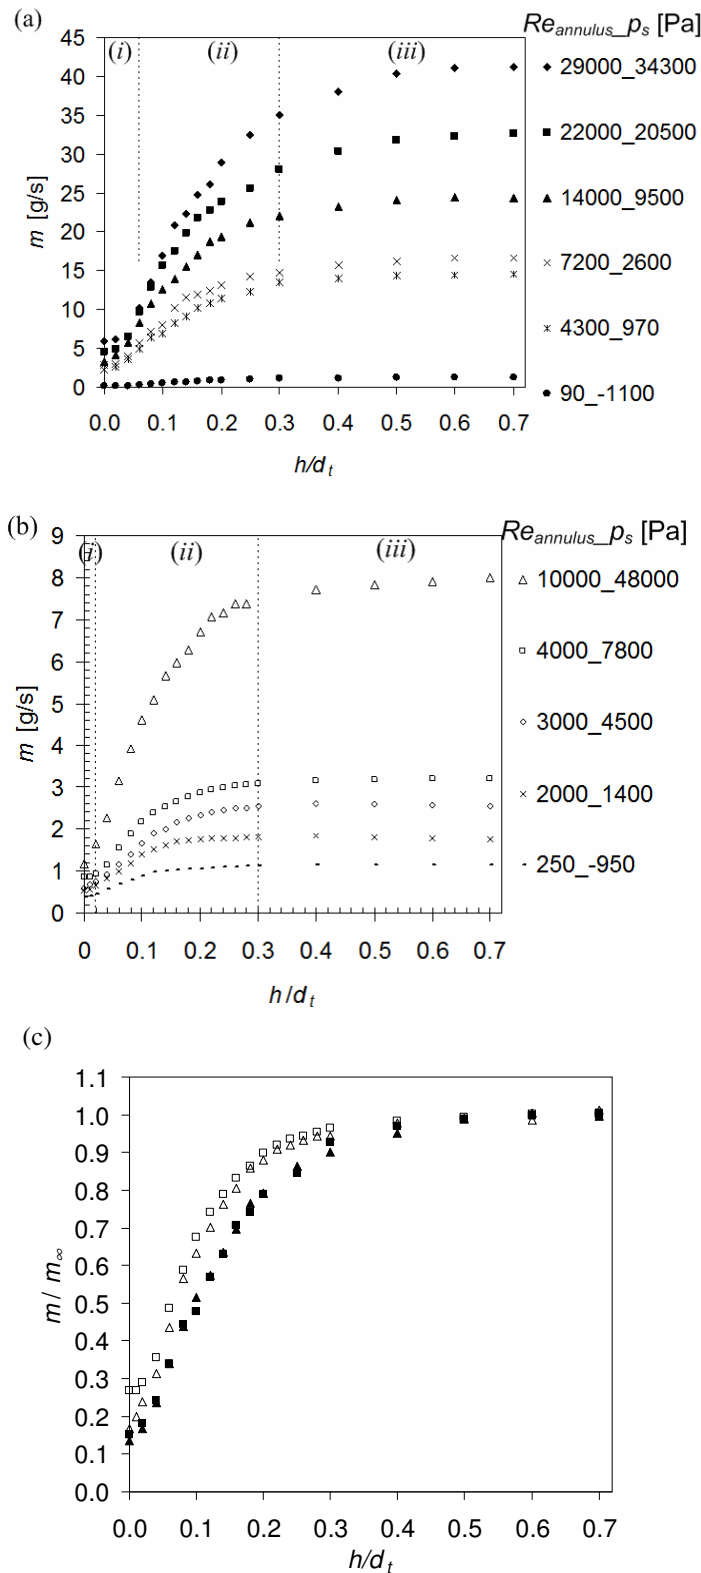 (a)
Re_annulus_p_s [Pa]
45
(i)
(ii)
(iii)
40
35
30
25
20
15
10
5
0
m [g/s]
29000_34300
22000_20500
14000_9500
7200_2600
4300_970
90_-1100
0.0 0.1 0.2 0.3 0.4 0.5 0.6 0.7
h/d_t
(b)
Re_annulus_p_s [Pa]
9
(i)
(ii)
(iii)
8
7
6
5
4
3
2
1
0
m [g/s]
10000_48000
4000_7800
3000_4500
2000_1400
250_-950
0 0.1 0.2 0.3 0.4 0.5 0.6 0.7
h/d_t
(c)
1.1
1.0
0.9
0.8
0.7
0.6
0.5
0.4
0.3
0.2
0.1
0.0
m / m_∞
0.0 0.1 0.2 0.3 0.4 0.5 0.6 0.7
h/d_t